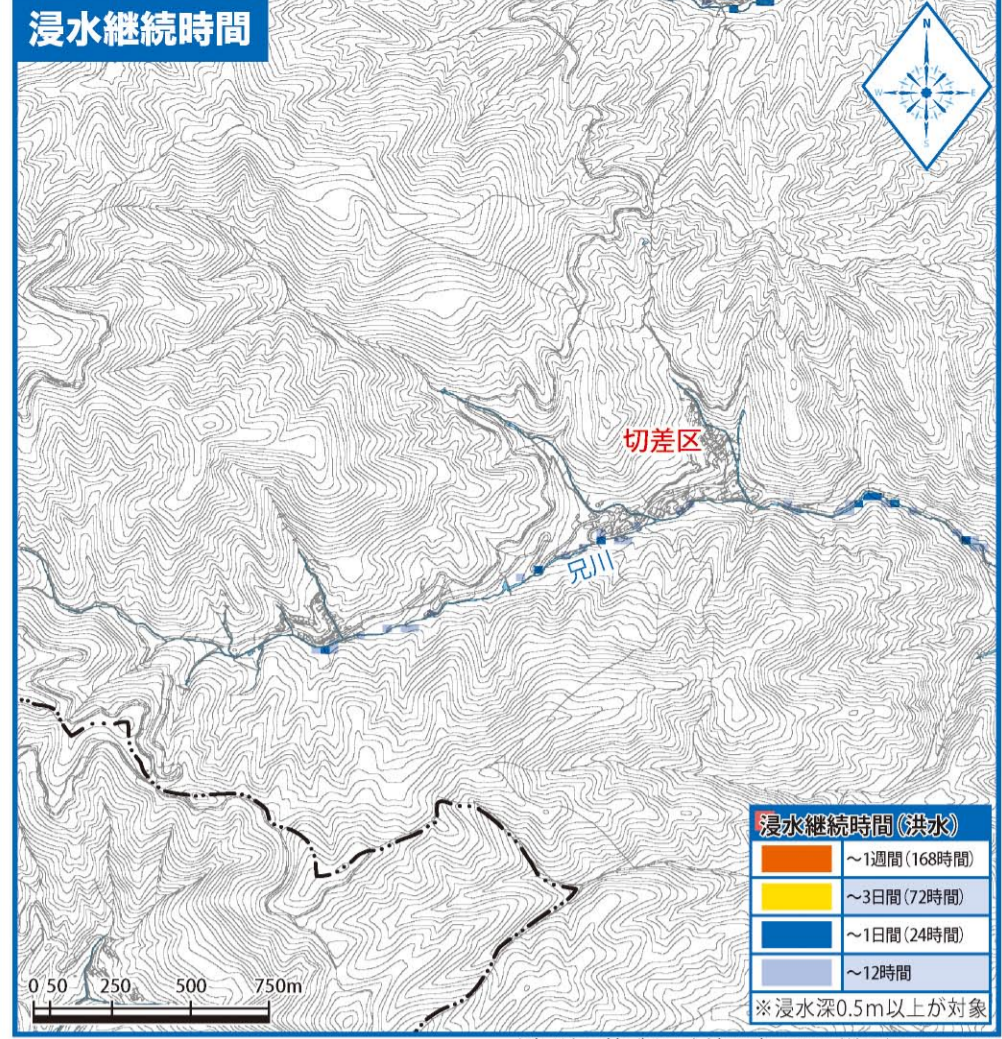 浸水継続時間
N
W
E
S
切差区
兄川
浸水継続時間(洪水)
~1週間(168時間)
~3日間(72時間)
~1日間(24時間)
~12時間
※浸水深0.5m以上が対象
0 50 250 500 750m